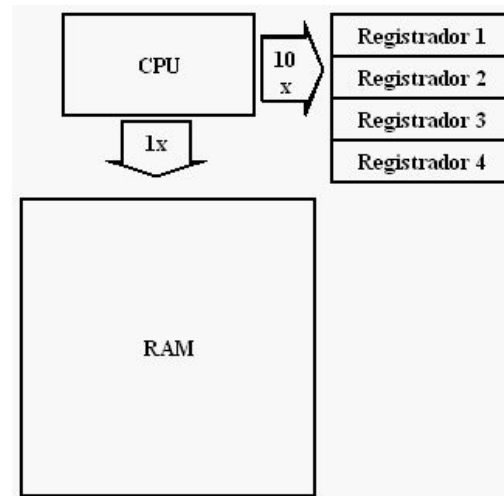 CPU
10
x
Registrador 1
Registrador 2
Registrador 3
Registrador 4
1x
RAM